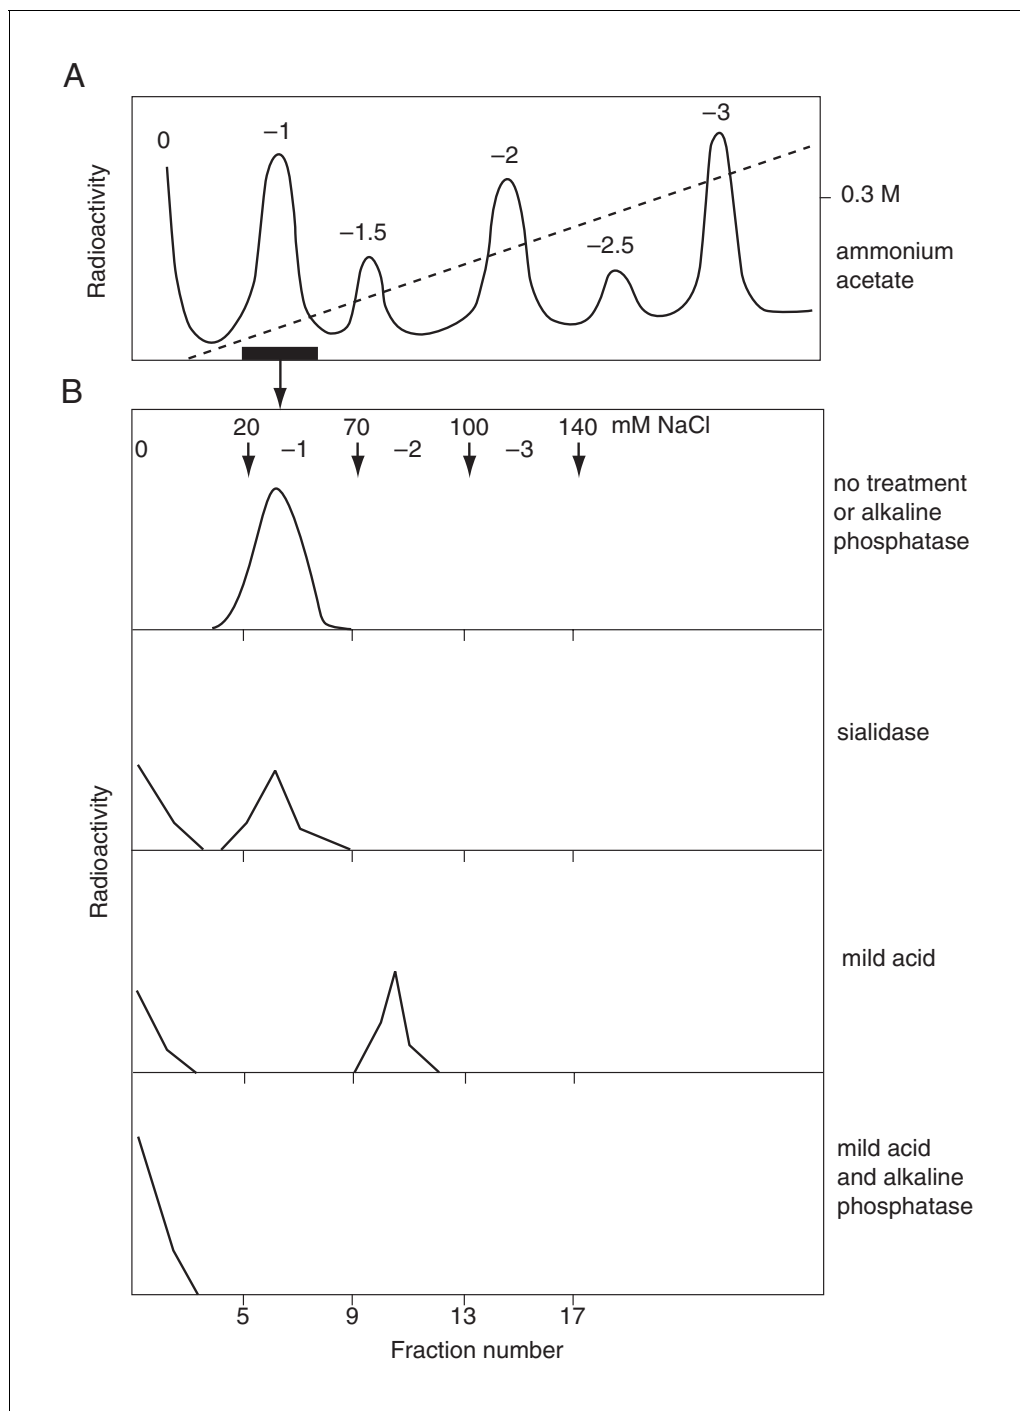 A
Radioactivity
0
–1
–1.5
–2
–2.5
–3
0.3 M
ammonium
acetate
B
20 70 100 140 mM NaCl
0 –1 –2 –3
no treatment
or alkaline
phosphatase
sialidase
Radioactivity
mild acid
mild acid
and alkaline
phosphatase
5 9 13 17
Fraction number